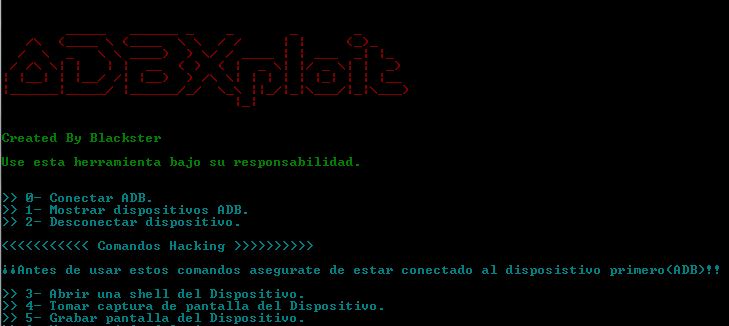 ADBXploit
Created By Blackster
Use esta herramienta bajo su responsabilidad.
>> 0- Conectar ADB.
>> 1- Mostrar dispositivos ADB.
>> 2- Desconectar dispositivo.
<<<<<<<<<<< Comandos Hacking >>>>>>>>>>
¡¡Antes de usar estos comandos asegurate de estar conectado al disposistivo primero(ADB)!!
>> 3- Abrir una shell del Dispositivo.
>> 4- Tomar captura de pantalla del Dispositivo.
>> 5- Grabar pantalla del Dispositivo.